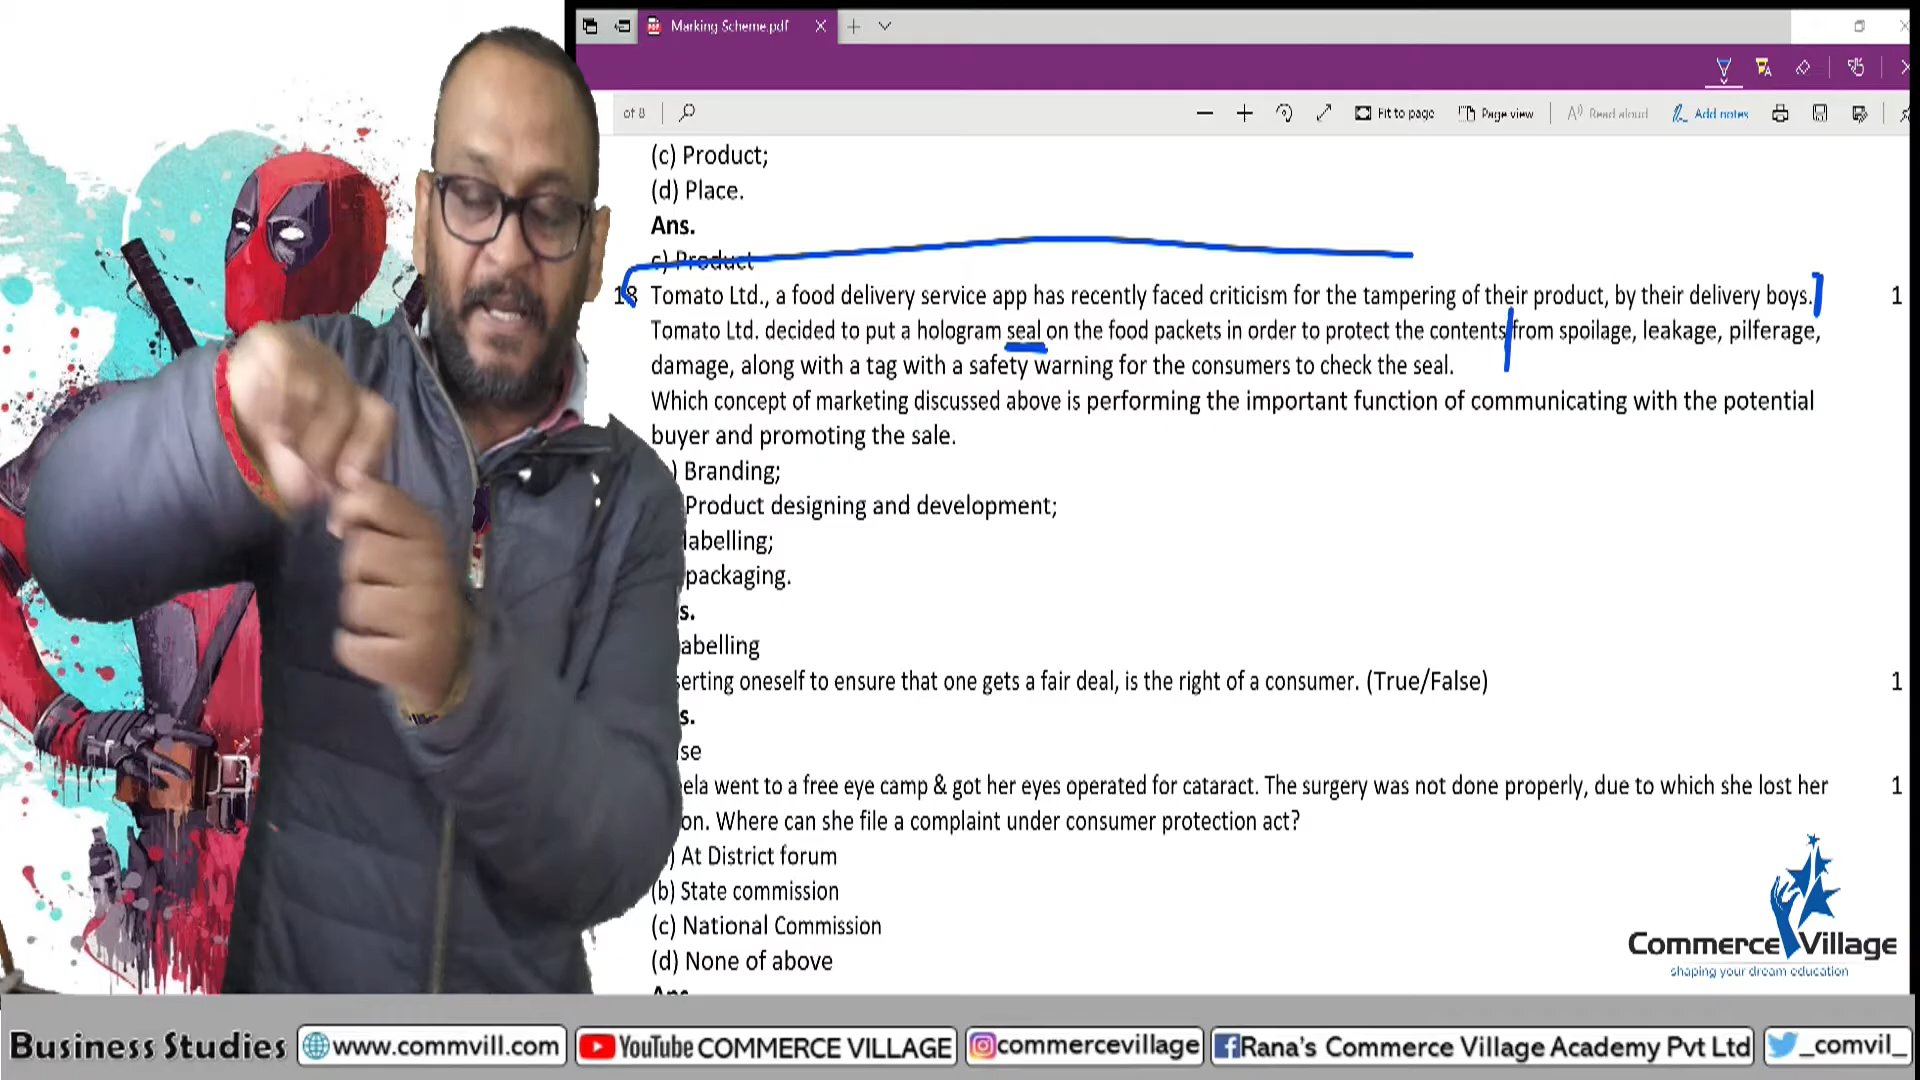 Marking Scheme.pdf
of 8
Fit to page
Page view
Read aloud
Add notes
(c) Product;
(d) Place.
Ans.
c) Product
18 Tomato Ltd., a food delivery service app has recently faced criticism for the tampering of their product, by their delivery boys. 1
Tomato Ltd. decided to put a hologram seal on the food packets in order to protect the contents from spoilage, leakage, pilferage,
damage, along with a tag with a safety warning for the consumers to check the seal.
Which concept of marketing discussed above is performing the important function of communicating with the potential
buyer and promoting the sale.
) Branding;
Product designing and development;
labelling;
packaging.
s.
abelling
serting oneself to ensure that one gets a fair deal, is the right of a consumer. (True/False) 1
s.
se
eela went to a free eye camp & got her eyes operated for cataract. The surgery was not done properly, due to which she lost her 1
on. Where can she file a complaint under consumer protection act?
) At District forum
(b) State commission
(c) National Commission
(d) None of above
Ans.
Commerce Village
shaping your dream education
Business Studies
www.commvill.com
YouTube COMMERCE VILLAGE
commercevillage
Rana's Commerce Village Academy Pvt Ltd
_comvil_